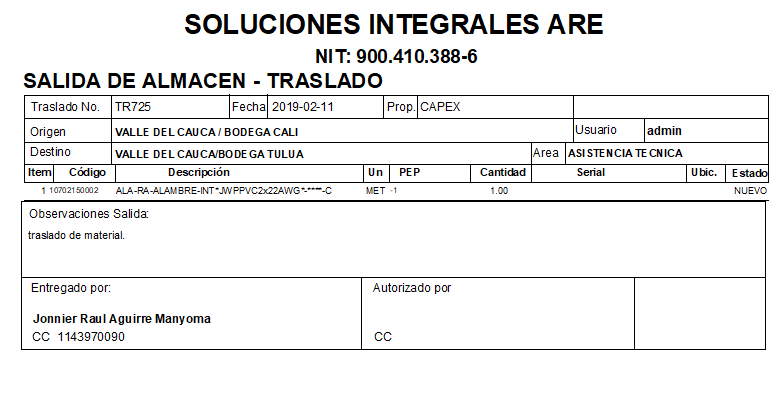 SOLUCIONES INTEGRALES ARE
NIT: 900.410.388-6
SALIDA DE ALMACEN - TRASLADO
Traslado No. TR725 Fecha 2019-02-11 Prop. CAPEX
Origen VALLE DEL CAUCA / BODEGA CALI Usuario admin
Destino VALLE DEL CAUCA/BODEGA TULUA Area ASISTENCIA TECNICA
Item Código Descripción Un PEP Cantidad Serial Ubic. Estado
1 10702150002 ALA-RA-ALAMBRE-INT*JWPPVC2x22AWG*-****-C MET -1 1.00 NUEVO
Observaciones Salida:
traslado de material.
Entregado por: Autorizado por
Jonnier Raul Aguirre Manyoma
CC 1143970090 CC